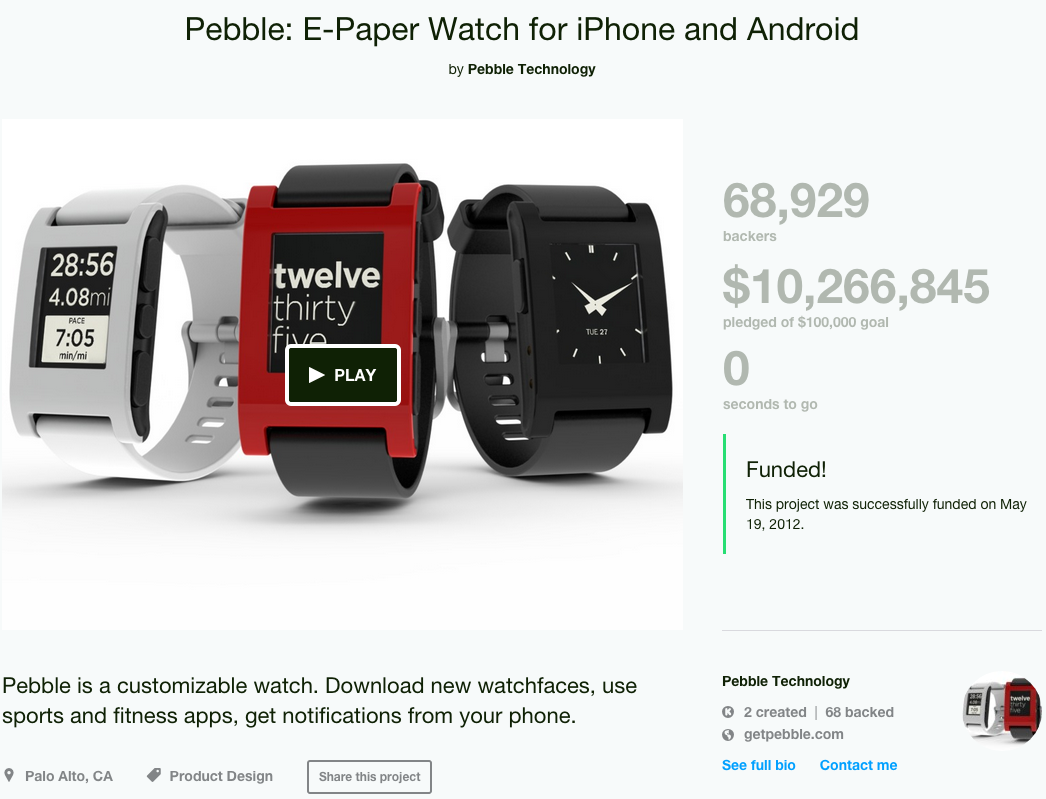 Pebble: E-Paper Watch for iPhone and Android
by Pebble Technology
28:56
4.08mi
PACE
7:05
min/mi
twelve
thirty
five
PLAY
TUE 27
68,929
backers
$10,266,845
pledged of $100,000 goal
0
seconds to go
Funded!
This project was successfully funded on May
19, 2012.
Pebble is a customizable watch. Download new watchfaces, use
sports and fitness apps, get notifications from your phone.
Palo Alto, CA
Product Design
Share this project
Pebble Technology
2 created | 68 backed
getpebble.com
See full bio
Contact me
twelve
thirty